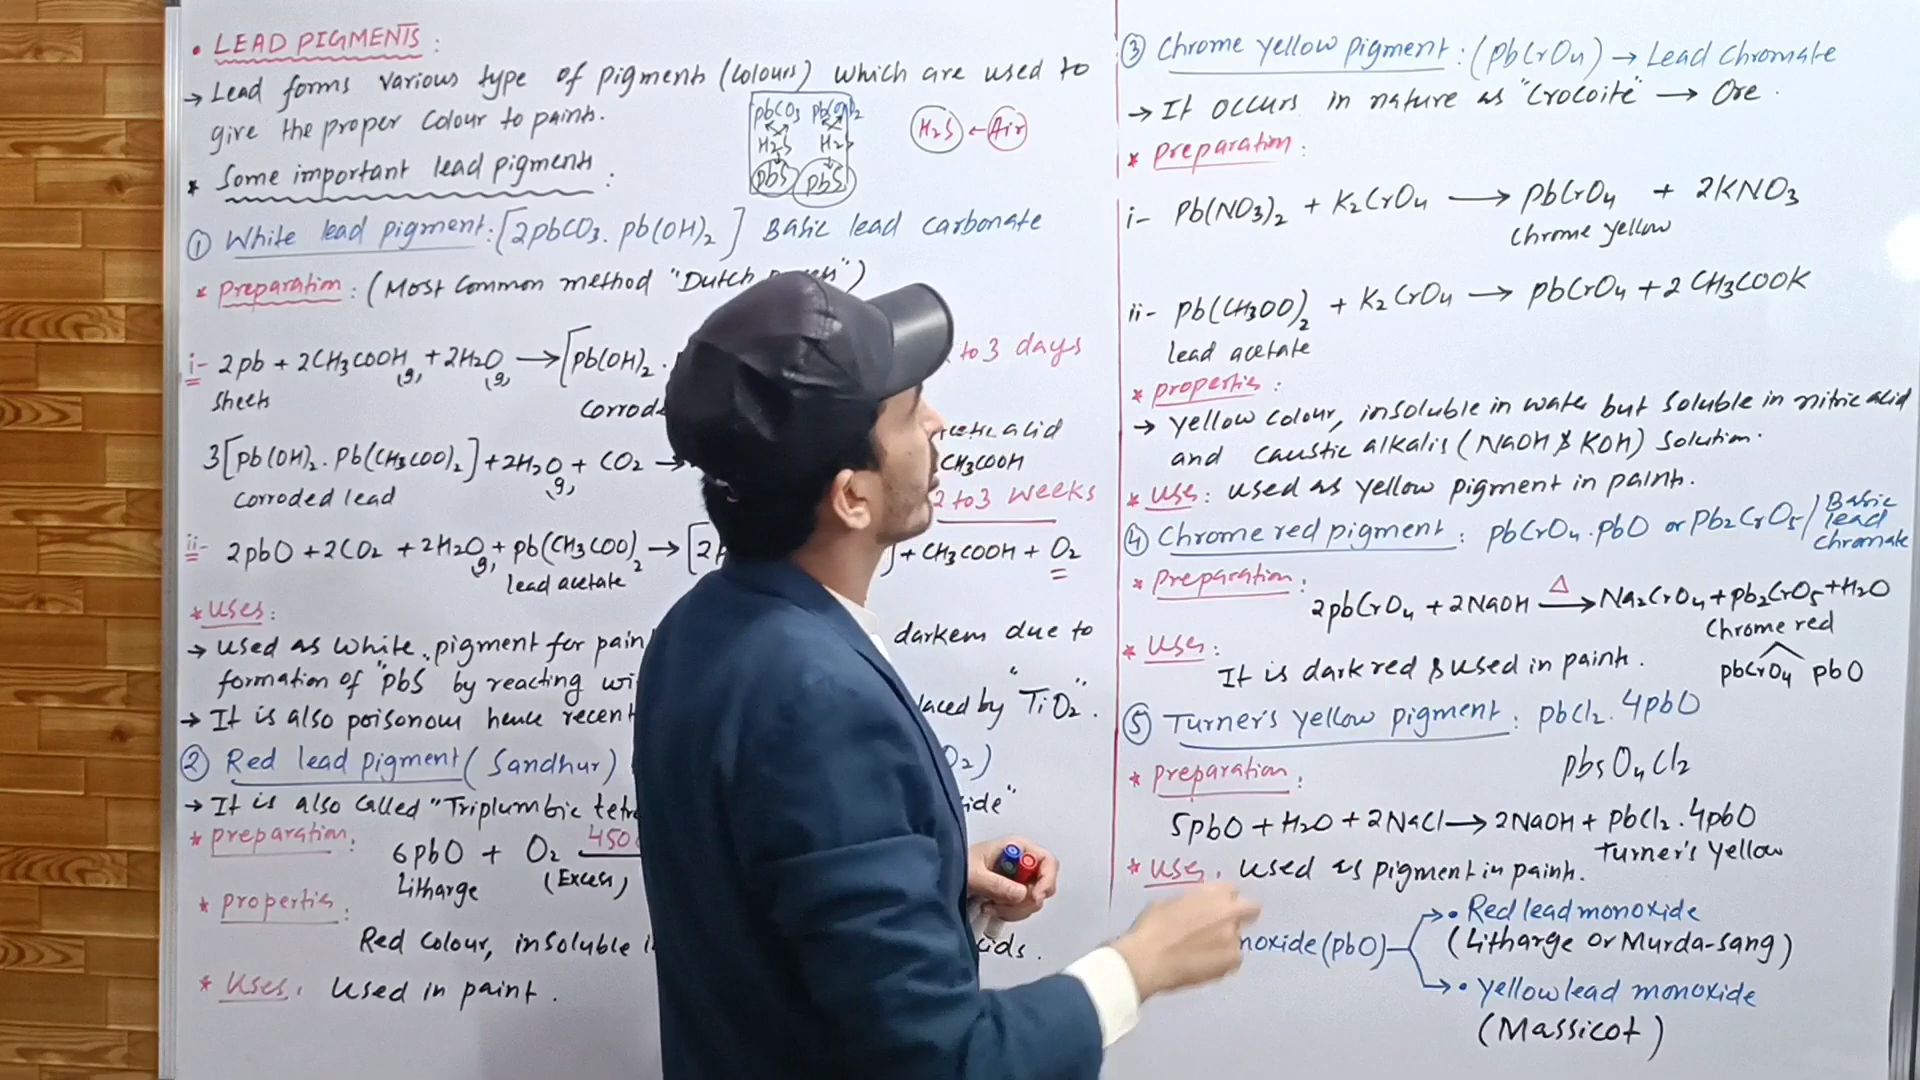 • LEAD PIGMENTS :
→ Lead forms various type of pigments (colours) which are used to
give the proper colour to paints.
PbCO3 Pb(OH)2
H2S H2S
PbS PbS
H2S ← Air
* Some important lead pigments :
① White lead pigment : [2PbCO3. Pb(OH)2] Basic lead carbonate
* Preparation : (Most common method "Dutch ")
i- 2Pb + 2CH3COOH(g) + 2H2O(g) → [Pb(OH)2 .
to 3 days
Sheets
3[Pb(OH)2. Pb(CH3COO)2] + 2H2O(g) + CO2 →
acid
CH3COOH
Corroded lead
2 to 3 weeks
ii- 2PbO + 2CO2 + 2H2O(g) + Pb(CH3COO)2 → [2P ] + CH3COOH + O2
lead acetate
* Uses :
→ Used as white pigment for darkens due to
formation of "PbS" by reacting
→ It is also poisonous hence by "TiO2".
② Red lead pigment (Sandhur)
→ It is also called "Triplumbic
* Preparation :
6PbO + O2 450
Litharge (Excess)
* Properties :
Red colour, insoluble
* Uses : Used in paint.
③ Chrome yellow pigment : (PbCrO4) → Lead Chromate
→ It occurs in nature as "Crocoite" → Ore.
* Preparation :
i- Pb(NO3)2 + K2CrO4 → PbCrO4 + 2KNO3
Chrome yellow
ii- Pb(CH3OO)2 + K2CrO4 → PbCrO4 + 2CH3COOK
lead acetate
* Properties :
→ Yellow colour, insoluble in water but soluble in nitric acid
and caustic alkalis (NaOH & KOH) solution.
* Uses : Used as yellow pigment in paints.
④ Chrome red pigment : PbCrO4.PbO or Pb2CrO5 / Basic lead chromate
* Preparation :
2PbCrO4 + 2NaOH Δ→ Na2CrO4 + Pb2CrO5 + H2O
Chrome red
PbCrO4 PbO
* Uses :
It is dark red & used in paints.
⑤ Turner's yellow pigment : PbCl2. 4PbO
Pb5O4Cl2
* Preparation :
5PbO + H2O + 2NaCl → 2NaOH + PbCl2.4PbO
Turner's yellow
* Uses : Used as pigment in paints.
• Red lead monoxide
(PbO) (Litharge or Murda-sang)
• Yellow lead monoxide
(Massicot)